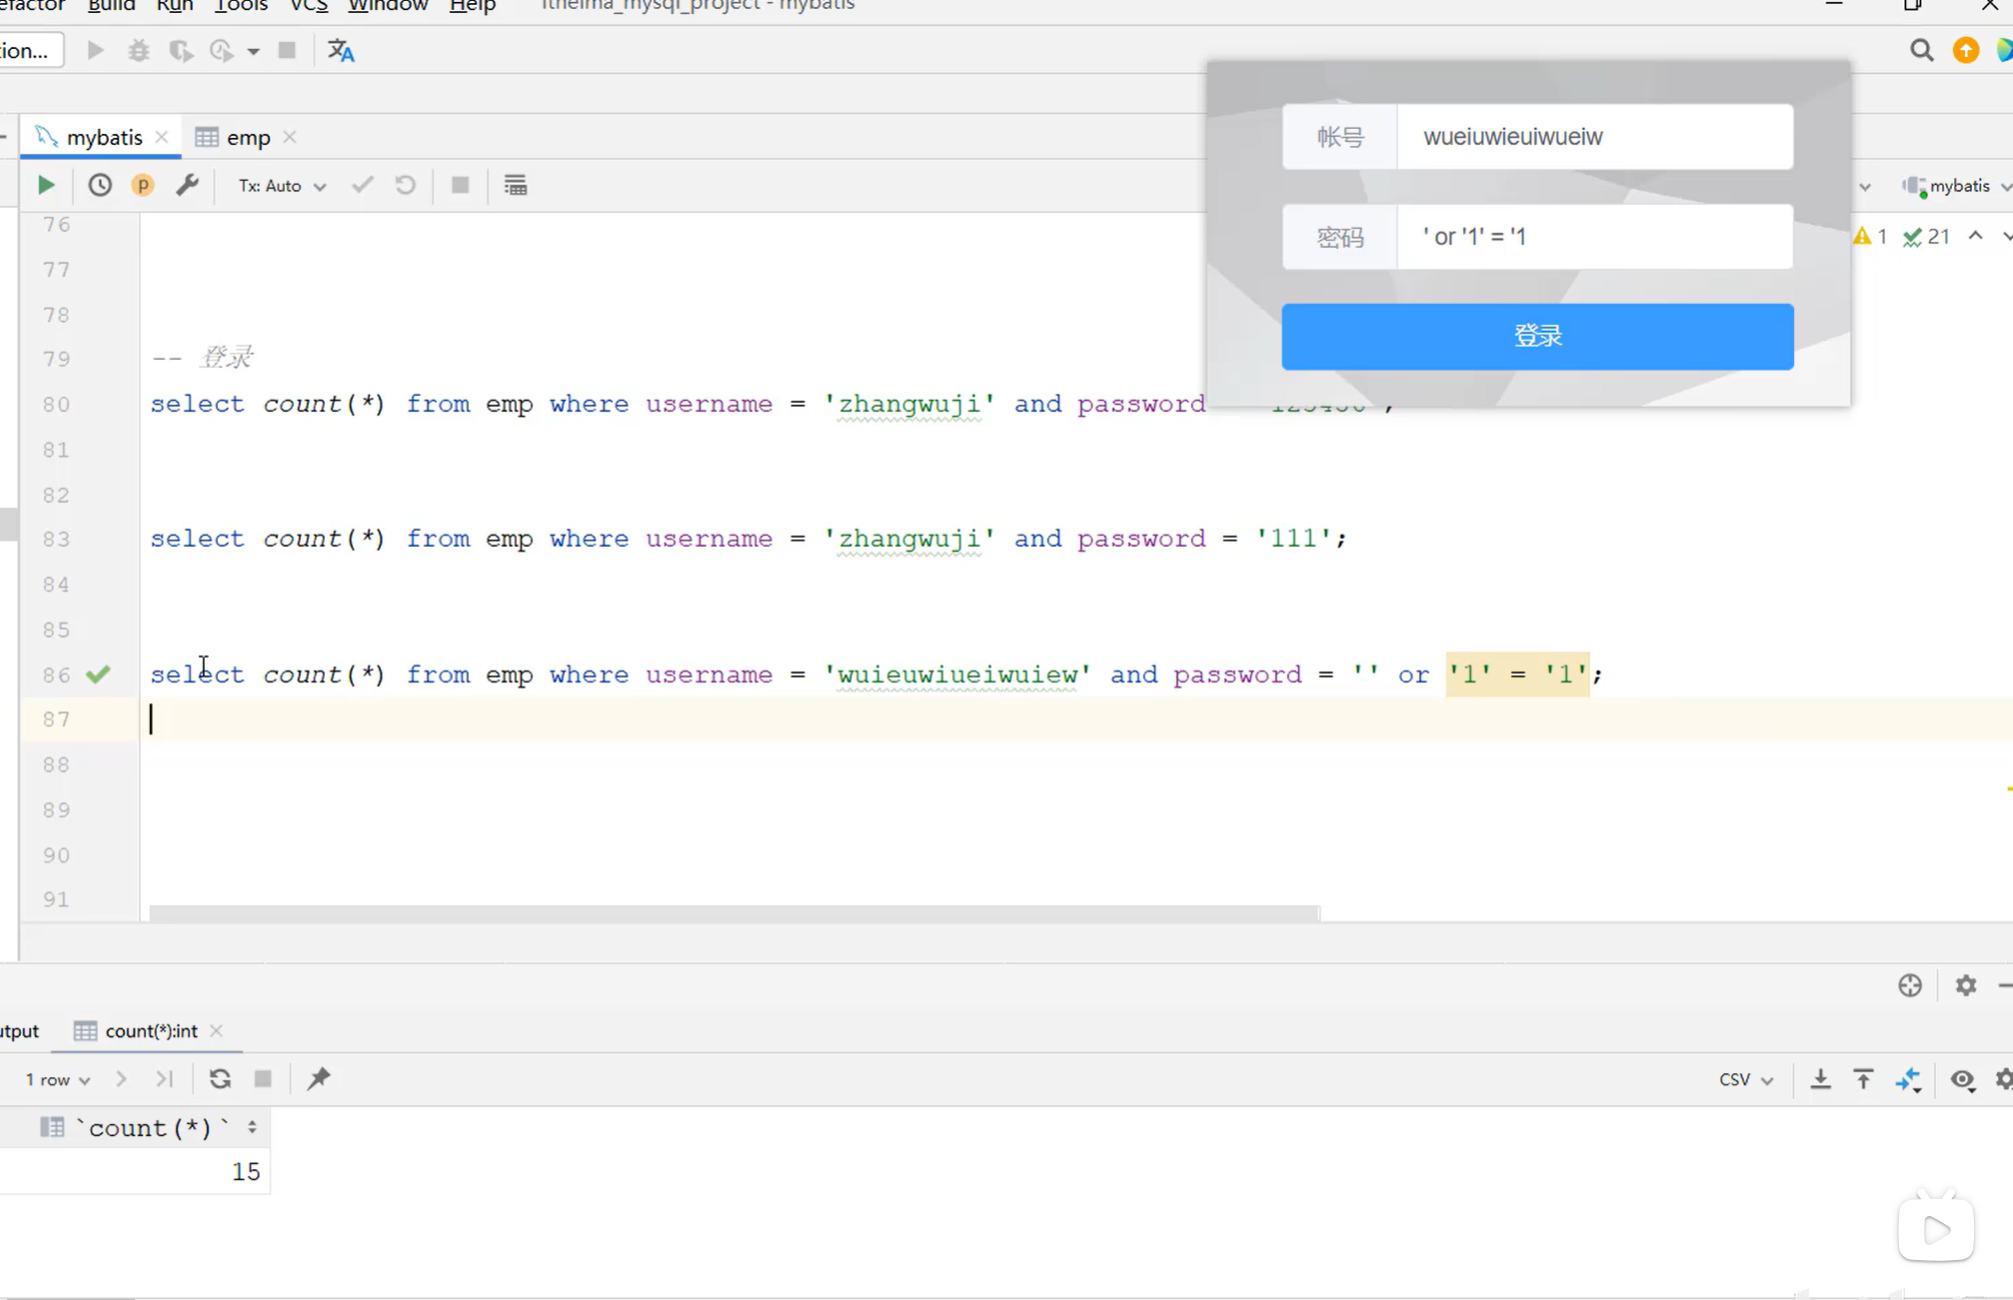 efactor Build Run Tools VCS Window Help itheima_mysql_project - mybatis
ion...
mybatis emp
Tx: Auto
mybatis
帐号 wueiuwieuiwueiw
密码 ' or '1' = '1
登录
1 21
76
77
78
79 -- 登录
80 select count(*) from emp where username = 'zhangwuji' and password
81
82
83 select count(*) from emp where username = 'zhangwuji' and password = '111';
84
85
86 select count(*) from emp where username = 'wuieuwiueiwuiew' and password = '' or '1' = '1';
87
88
89
90
91
utput count(*):int
1 row CSV
`count(*)`
15